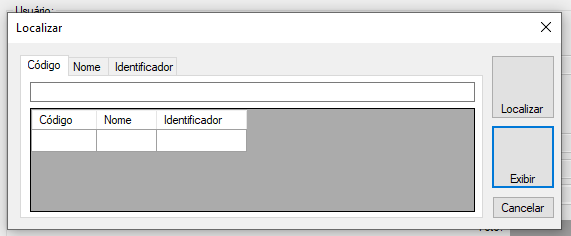 Usuário:
Localizar
Código Nome Identificador
Localizar
Código Nome Identificador
Exibir
Cancelar